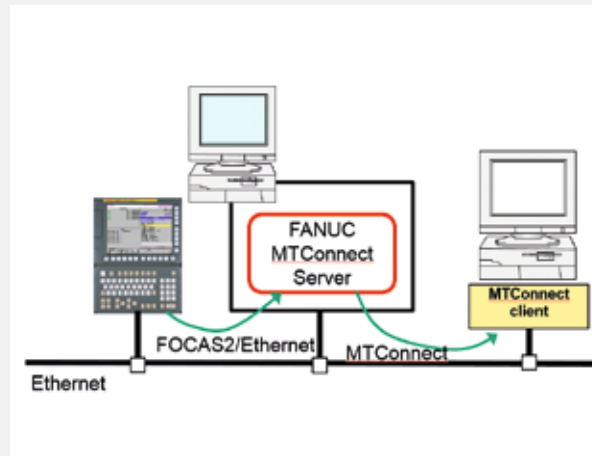 FANUC
MTConnect
Server
MTConnect
client
FOCAS2/Ethernet
MTConnect
Ethernet